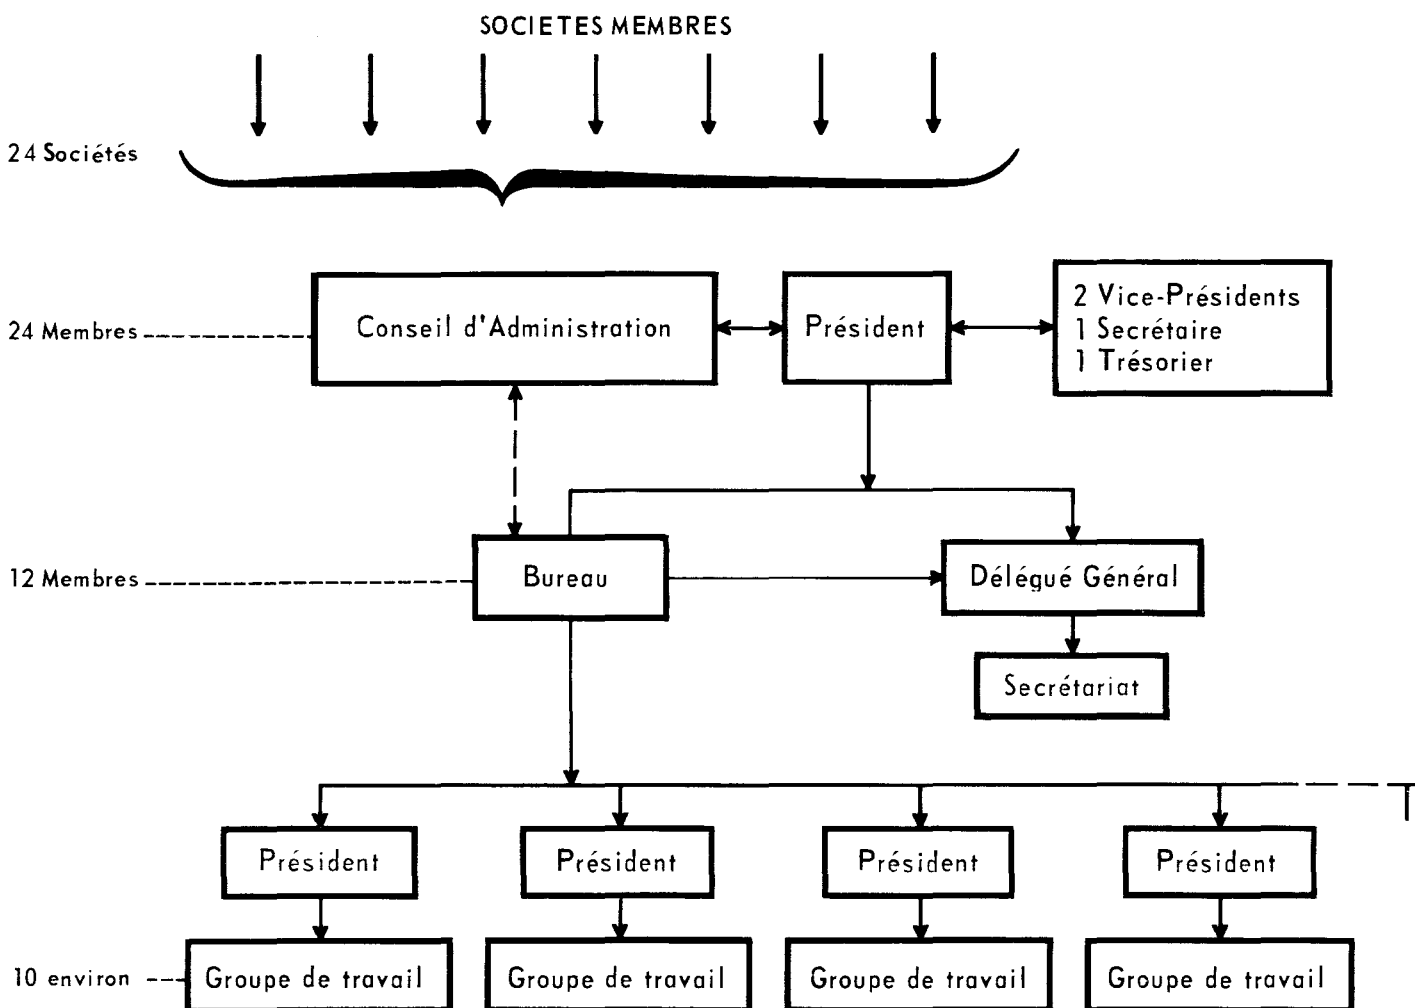 SOCIETES MEMBRES
24 Sociétés
24 Membres
Conseil d'Administration
Président
2 Vice-Présidents
1 Secrétaire
1 Trésorier
12 Membres
Bureau
Délégué Général
Secrétariat
Président
Président
Président
Président
10 environ
Groupe de travail
Groupe de travail
Groupe de travail
Groupe de travail